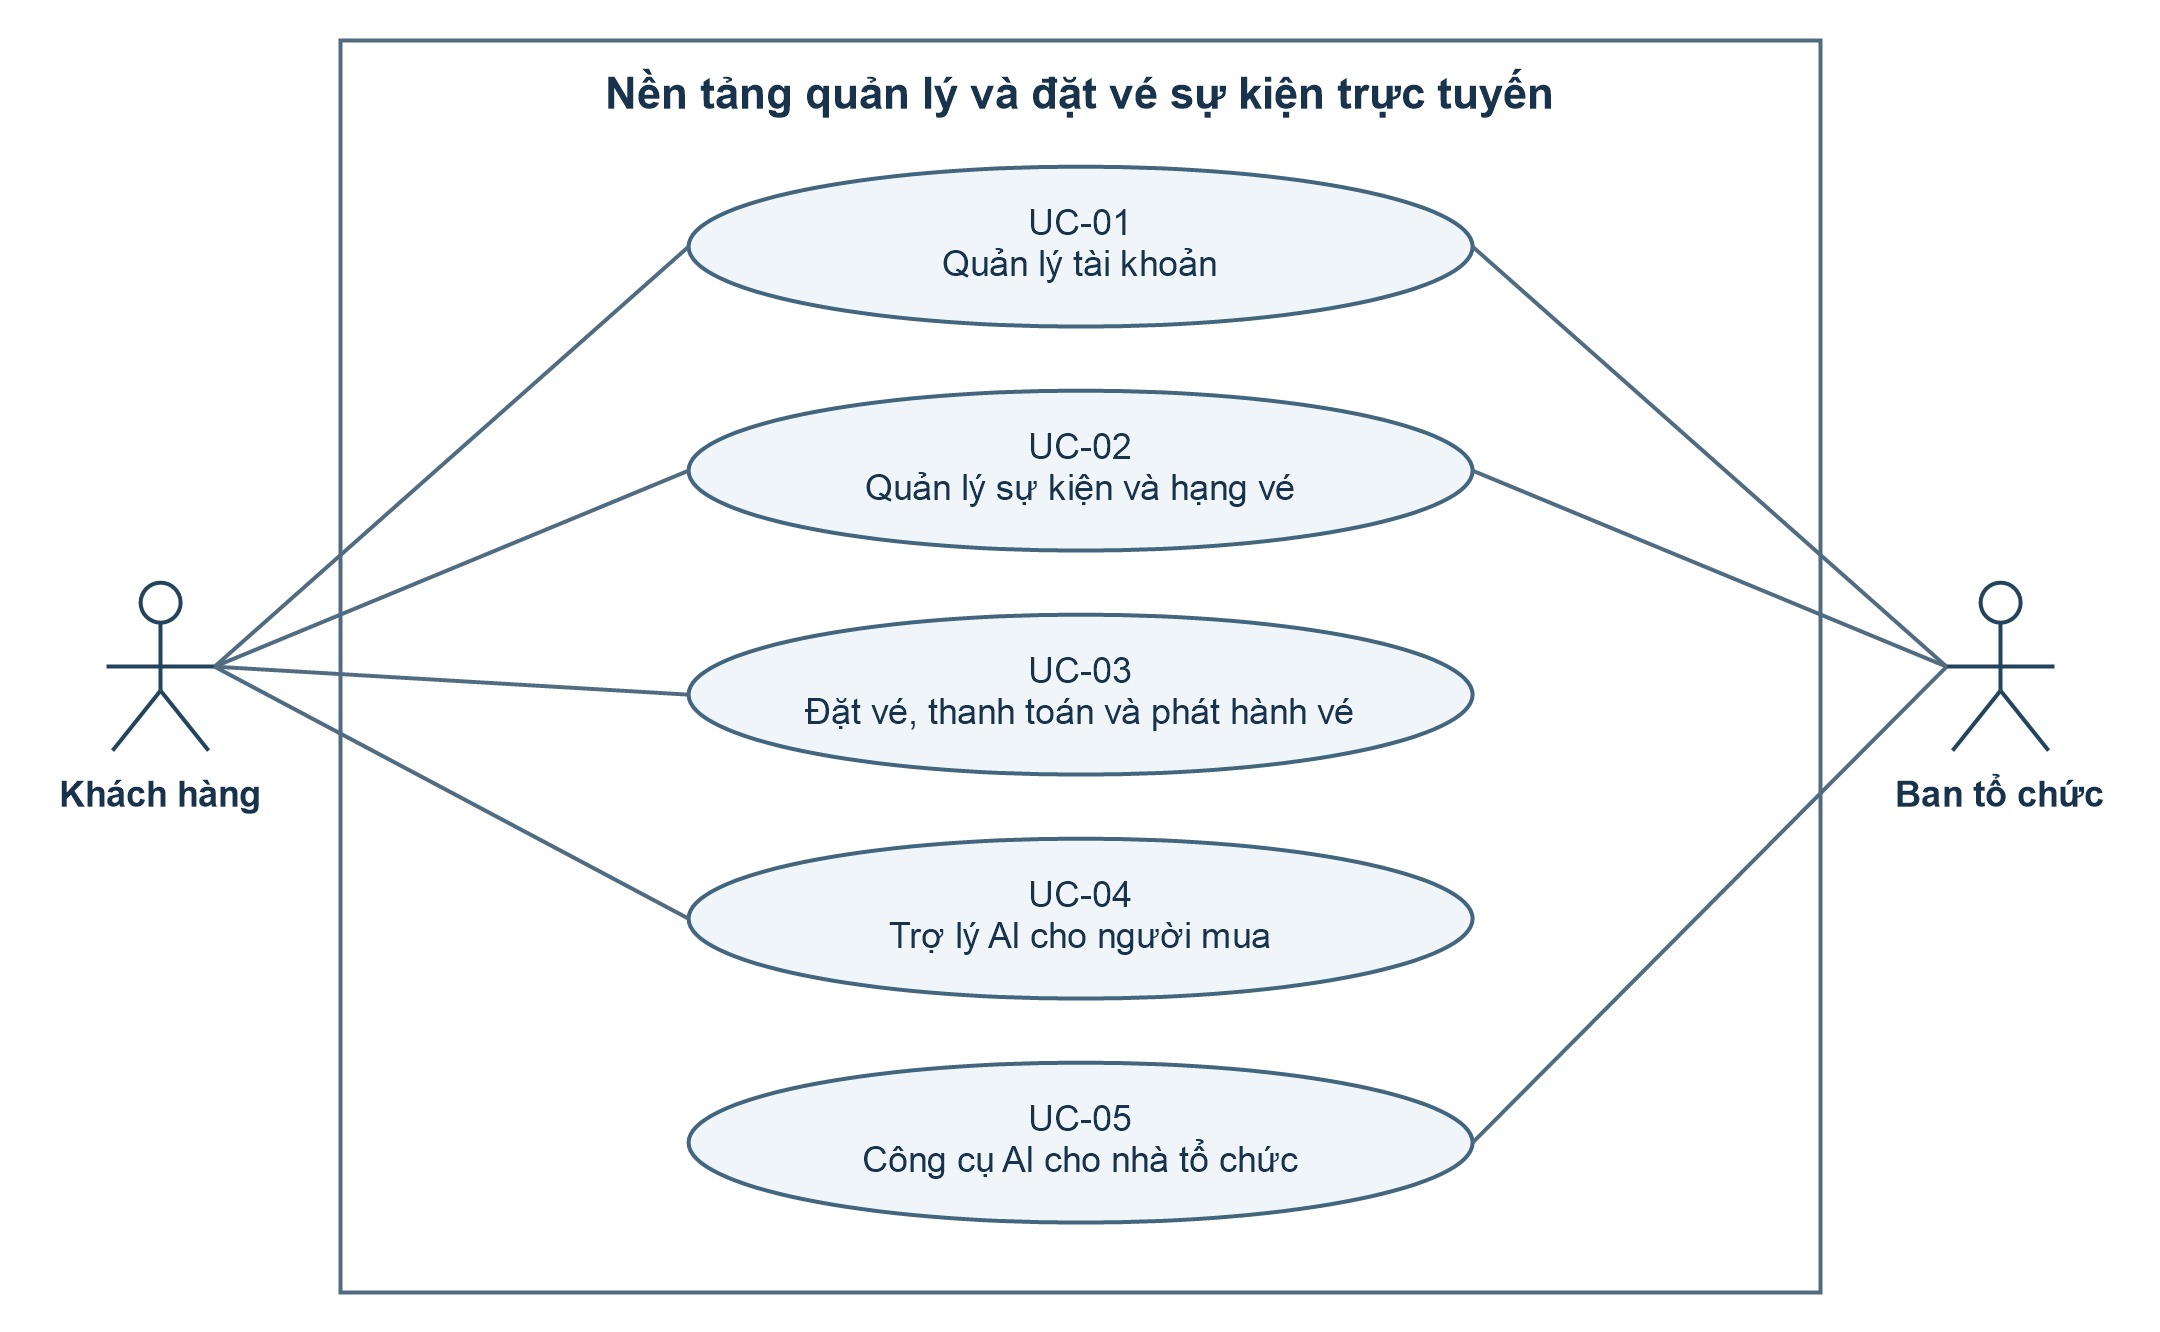 Nền tảng quản lý và đặt vé sự kiện trực tuyến
UC-01
Quản lý tài khoản
UC-02
Quản lý sự kiện và hạng vé
UC-03
Đặt vé, thanh toán và phát hành vé
Khách hàng
Ban tổ chức
UC-04
Trợ lý AI cho người mua
UC-05
Công cụ AI cho nhà tổ chức